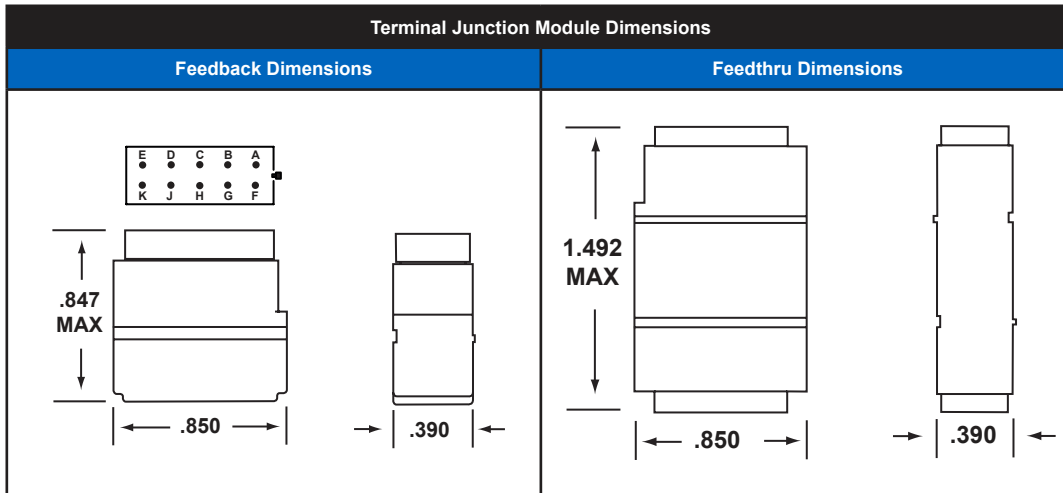 Terminal Junction Module Dimensions
Feedback Dimensions
Feedthru Dimensions
E D C B A
K J H G F
.847
MAX
.850
.390
1.492
MAX
.850
.390